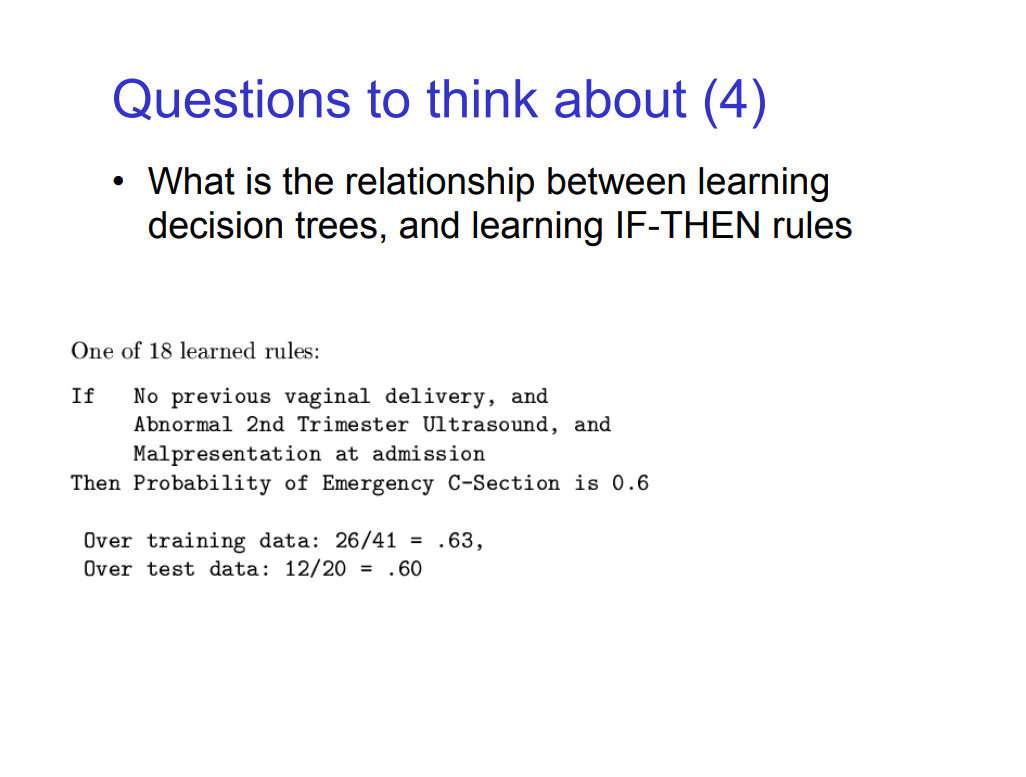 Questions to think about (4)
• What is the relationship between learning
decision trees, and learning IF-THEN rules
One of 18 learned rules:
If No previous vaginal delivery, and
Abnormal 2nd Trimester Ultrasound, and
Malpresentation at admission
Then Probability of Emergency C-Section is 0.6
Over training data: 26/41 = .63,
Over test data: 12/20 = .60